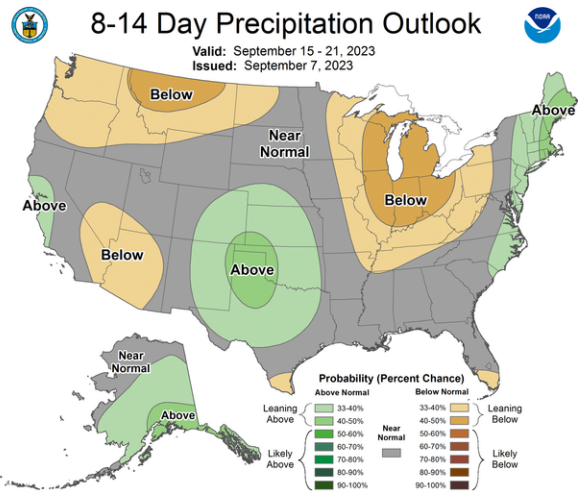 8-14 Day Precipitation Outlook
NOAA
Valid: September 15 - 21, 2023
Issued: September 7, 2023
Below
Above
Near
Normal
Above
Below
Below
Above
Near
Normal
Above
Probability (Percent Chance)
Above Normal
Below Normal
Leaning
Above
33-40%
40-50%
Likely
Above
50-60%
60-70%
70-80%
80-90%
90-100%
Near
Normal
33-40%
40-50%
Leaning
Below
50-60%
60-70%
70-80%
80-90%
90-100%
Likely
Below